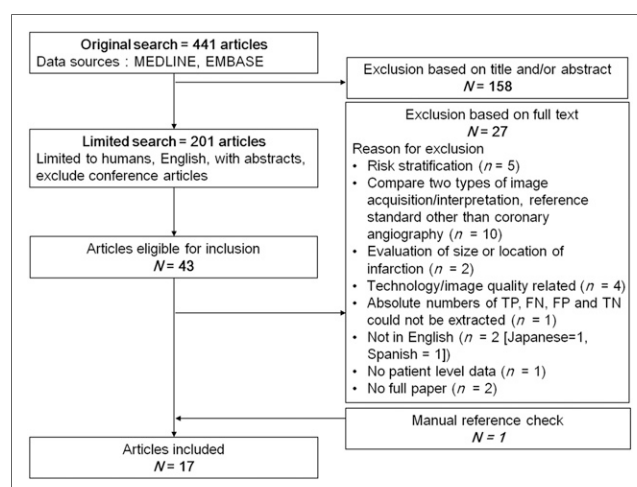 Original search = 441 articles
Data sources : MEDLINE, EMBASE
Exclusion based on title and/or abstract
N = 158
Limited search = 201 articles
Limited to humans, English, with abstracts,
exclude conference articles
Exclusion based on full text
N = 27
Reason for exclusion
• Risk stratification (n = 5)
• Compare two types of image
acquisition/interpretation, reference
standard other than coronary
angiography (n = 10)
• Evaluation of size or location of
infarction (n = 2)
• Technology/image quality related (n = 4)
• Absolute numbers of TP, FN, FP and TN
could not be extracted (n = 1)
• Not in English (n = 2 [Japanese=1,
Spanish = 1])
• No patient level data (n = 1)
• No full paper (n = 2)
Articles eligible for inclusion
N = 43
Manual reference check
N = 1
Articles included
N = 17